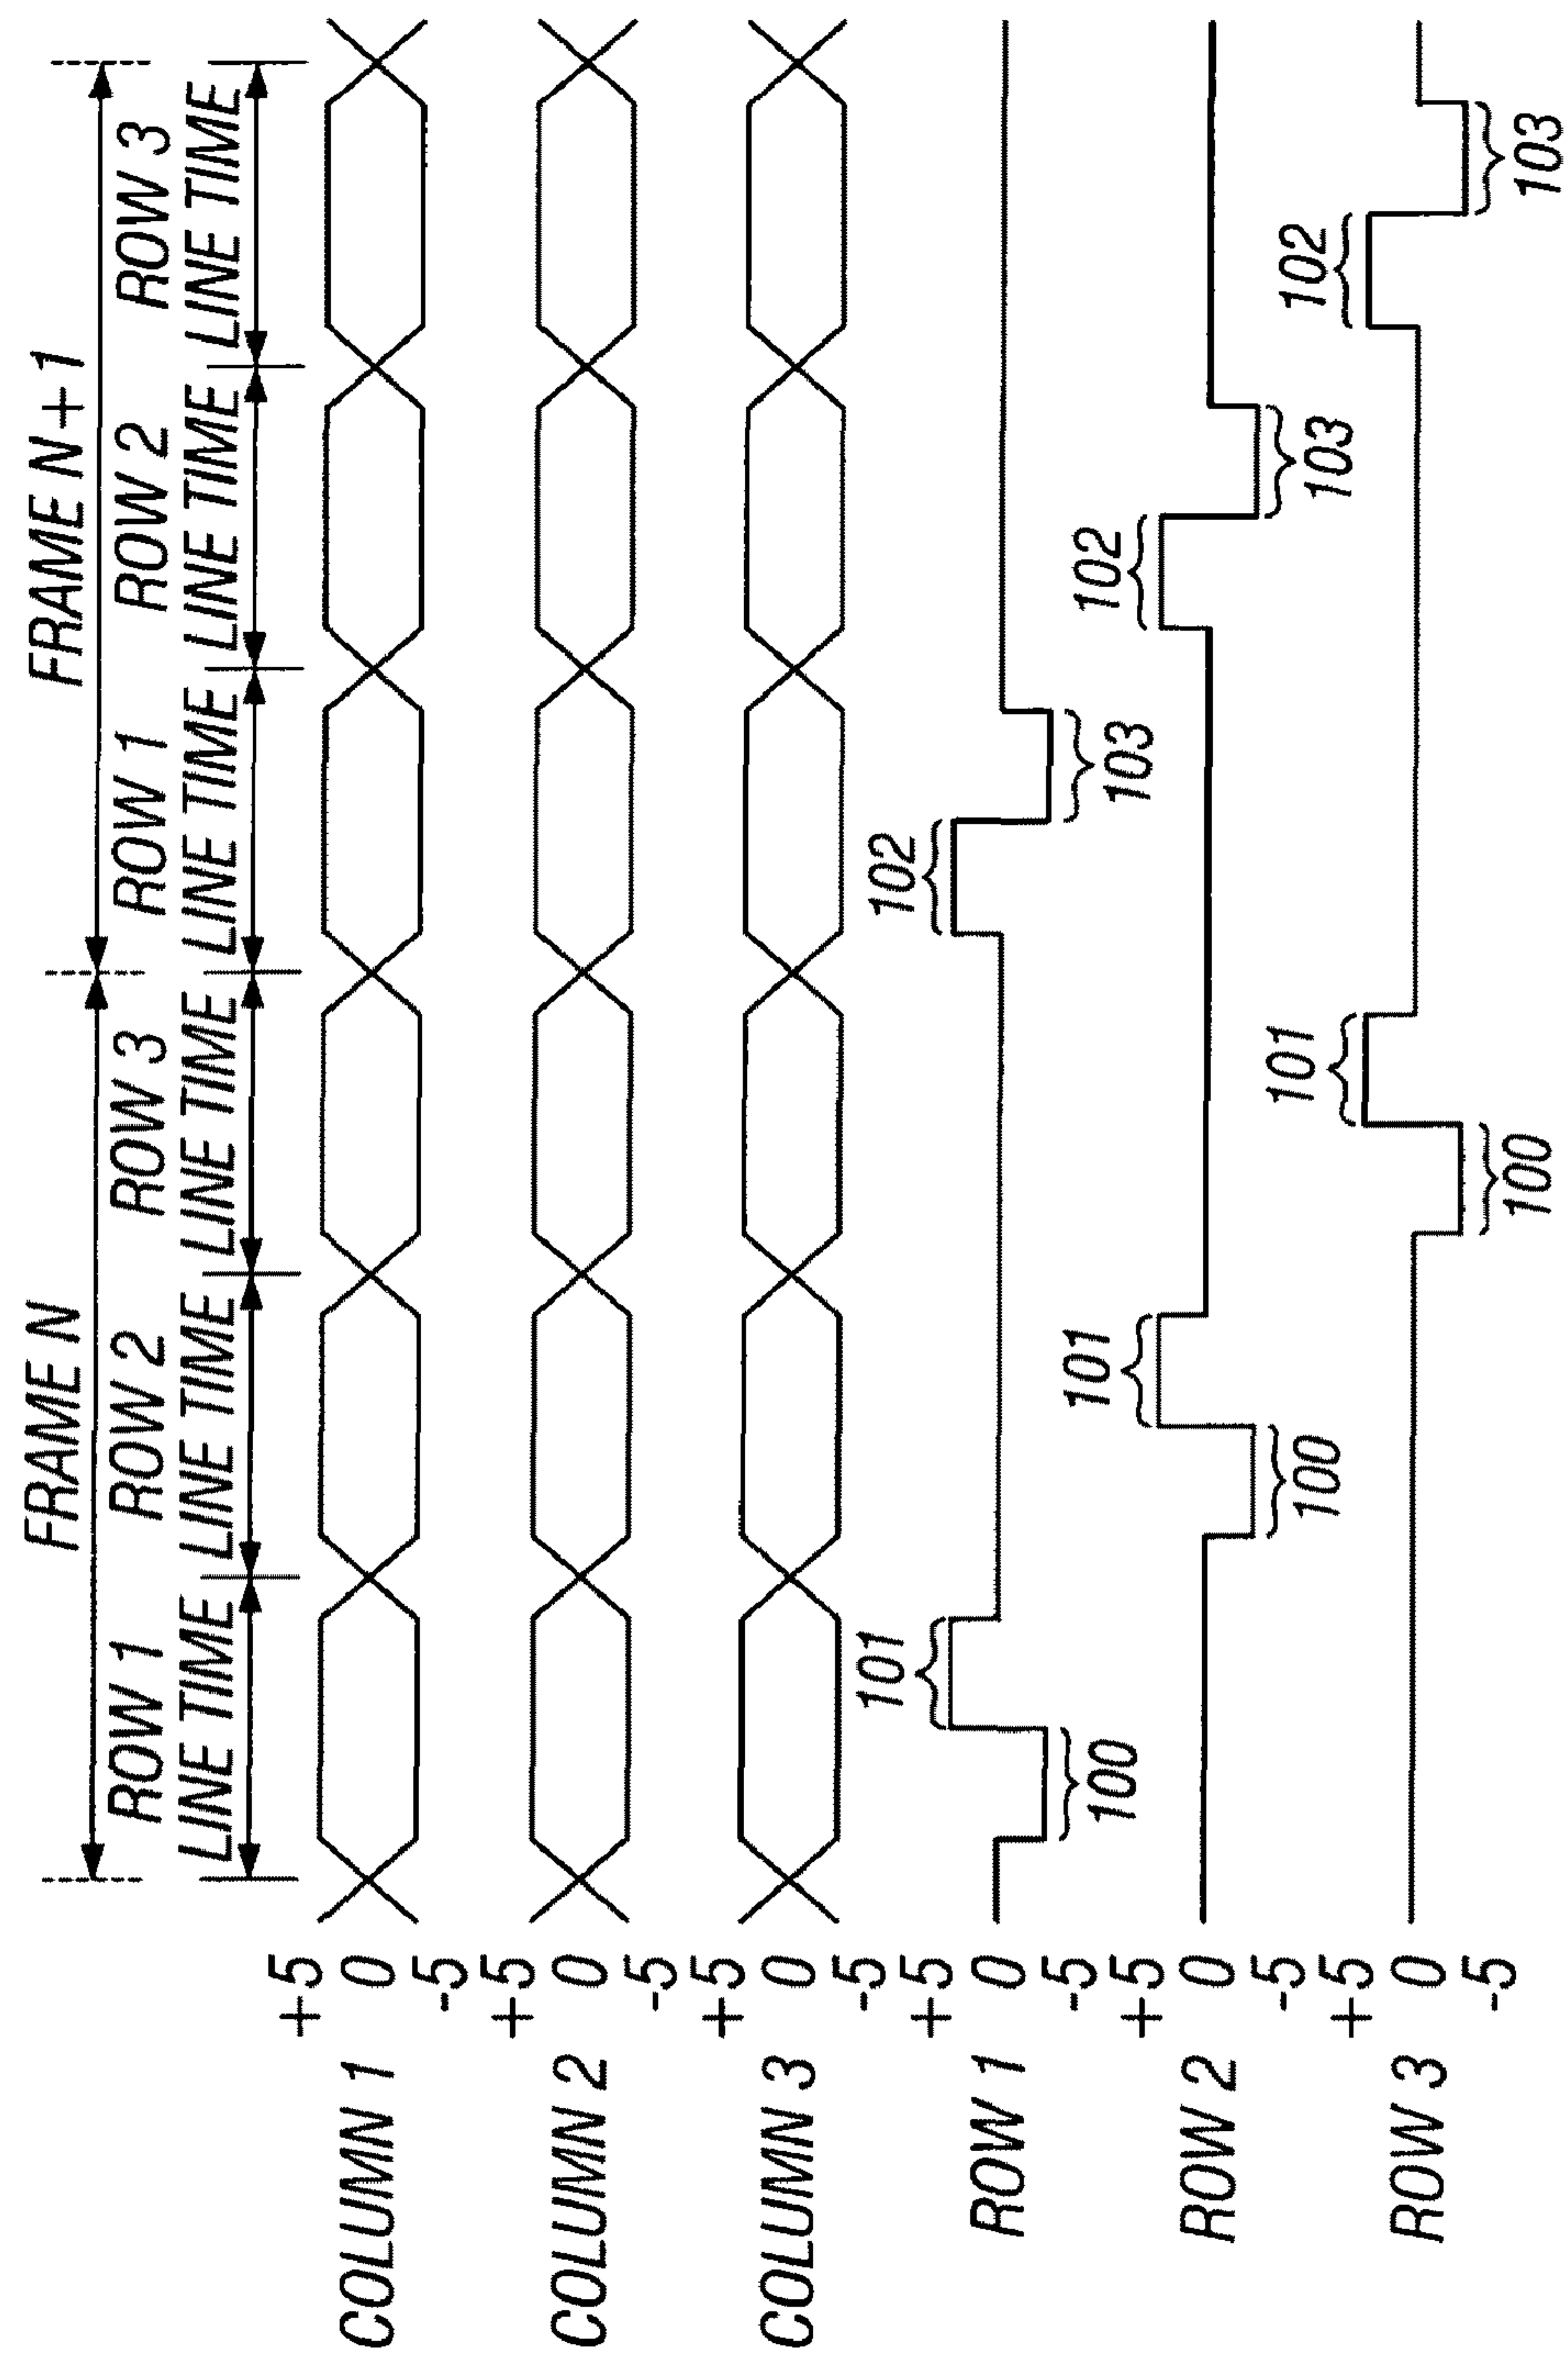 FRAME N FRAME N+1
ROW 1 ROW 2 ROW 3 ROW 1 ROW 2 ROW 3
LINE TIME LINE TIME LINE TIME LINE TIME LINE TIME LINE TIME
+5
COLUMN 1 0
-5
+5
COLUMN 2 0
-5
+5
COLUMN 3 0
-5
101 102
+5
ROW 1 0
-5
100 103
101 102
+5
ROW 2 0
-5
100 103
101 102
+5
ROW 3 0
-5
100 103